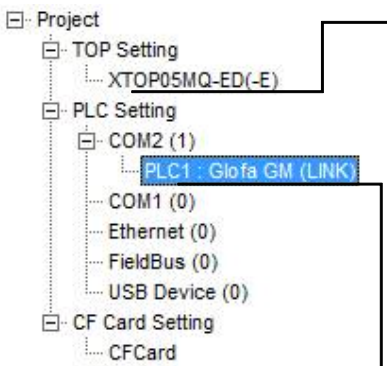 Project
TOP Setting
XTOP05MQ-ED(-E)
PLC Setting
COM2 (1)
PLC1 : Glofa GM (LINK)
COM1 (0)
Ethernet (0)
FieldBus (0)
USB Device (0)
CF Card Setting
CFCard